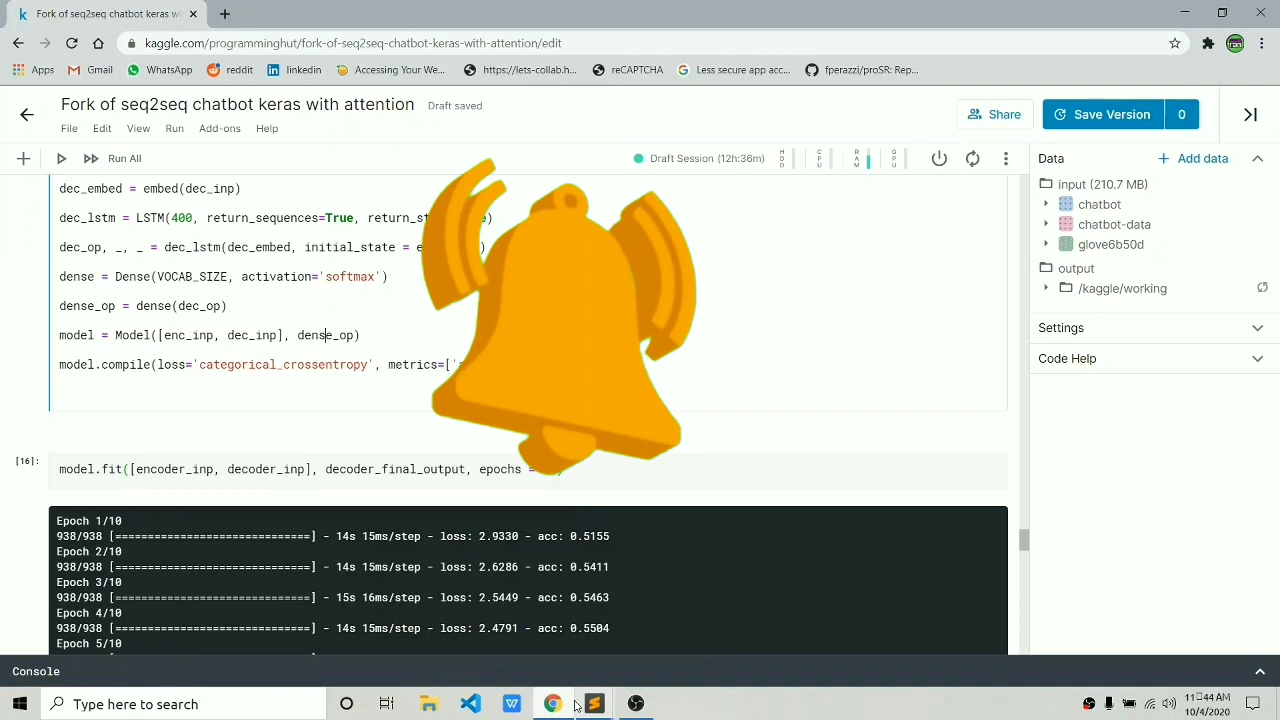 Fork of seq2seq chatbot keras wit
kaggle.com/programminghut/fork-of-seq2seq-chatbot-keras-with-attention/edit
Apps Gmail WhatsApp reddit linkedin Accessing Your We... https://lets-collab.h... reCAPTCHA Less secure app acc... fperazzi/proSR: Rep...
Fork of seq2seq chatbot keras with attention Draft saved
Share Save Version 0
File Edit View Run Add-ons Help
Run All Draft Session (12h:36m) HDD CPU RAM GPU
Data Add data
input (210.7 MB)
chatbot
chatbot-data
glove6b50d
output
/kaggle/working
Settings
Code Help
dec_embed = embed(dec_inp)
dec_lstm = LSTM(400, return_sequences=True,
dec_op, _, _ = dec_lstm(dec_embed, initial_state =
dense = Dense(VOCAB_SIZE, activation='softmax')
dense_op = dense(dec_op)
model = Model([enc_inp, dec_inp], dense_op)
model.compile(loss='categorical_crossentropy', metrics=['
[16]:
model.fit([encoder_inp, decoder_inp], decoder_final_output, epochs =
Epoch 1/10
938/938 [==============================] - 14s 15ms/step - loss: 2.9330 - acc: 0.5155
Epoch 2/10
938/938 [==============================] - 14s 15ms/step - loss: 2.6286 - acc: 0.5411
Epoch 3/10
938/938 [==============================] - 15s 16ms/step - loss: 2.5449 - acc: 0.5463
Epoch 4/10
938/938 [==============================] - 14s 15ms/step - loss: 2.4791 - acc: 0.5504
Epoch 5/10
Console
Type here to search
11:44 AM
10/4/2020